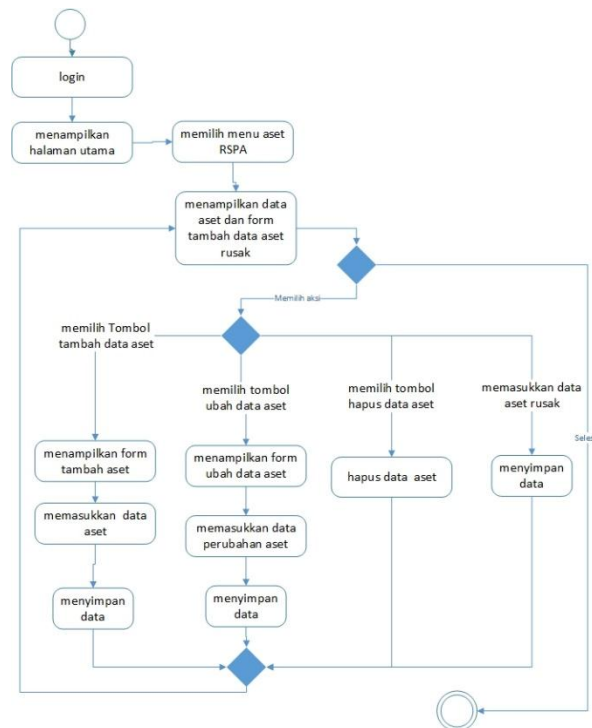 login
menampilkan
halaman utama
memilih menu aset
RSPA
menampilkan data
aset dan form
tambah data aset
rusak
Memilih aksi
memilih Tombol
tambah data aset
memilih tombol
ubah data aset
memilih tombol
hapus data aset
memasukkan data
aset rusak
menampilkan form
tambah aset
menampilkan form
ubah data aset
hapus data aset
menyimpan
data
memasukkan data
aset
memasukkan data
perubahan aset
menyimpan
data
menyimpan
data